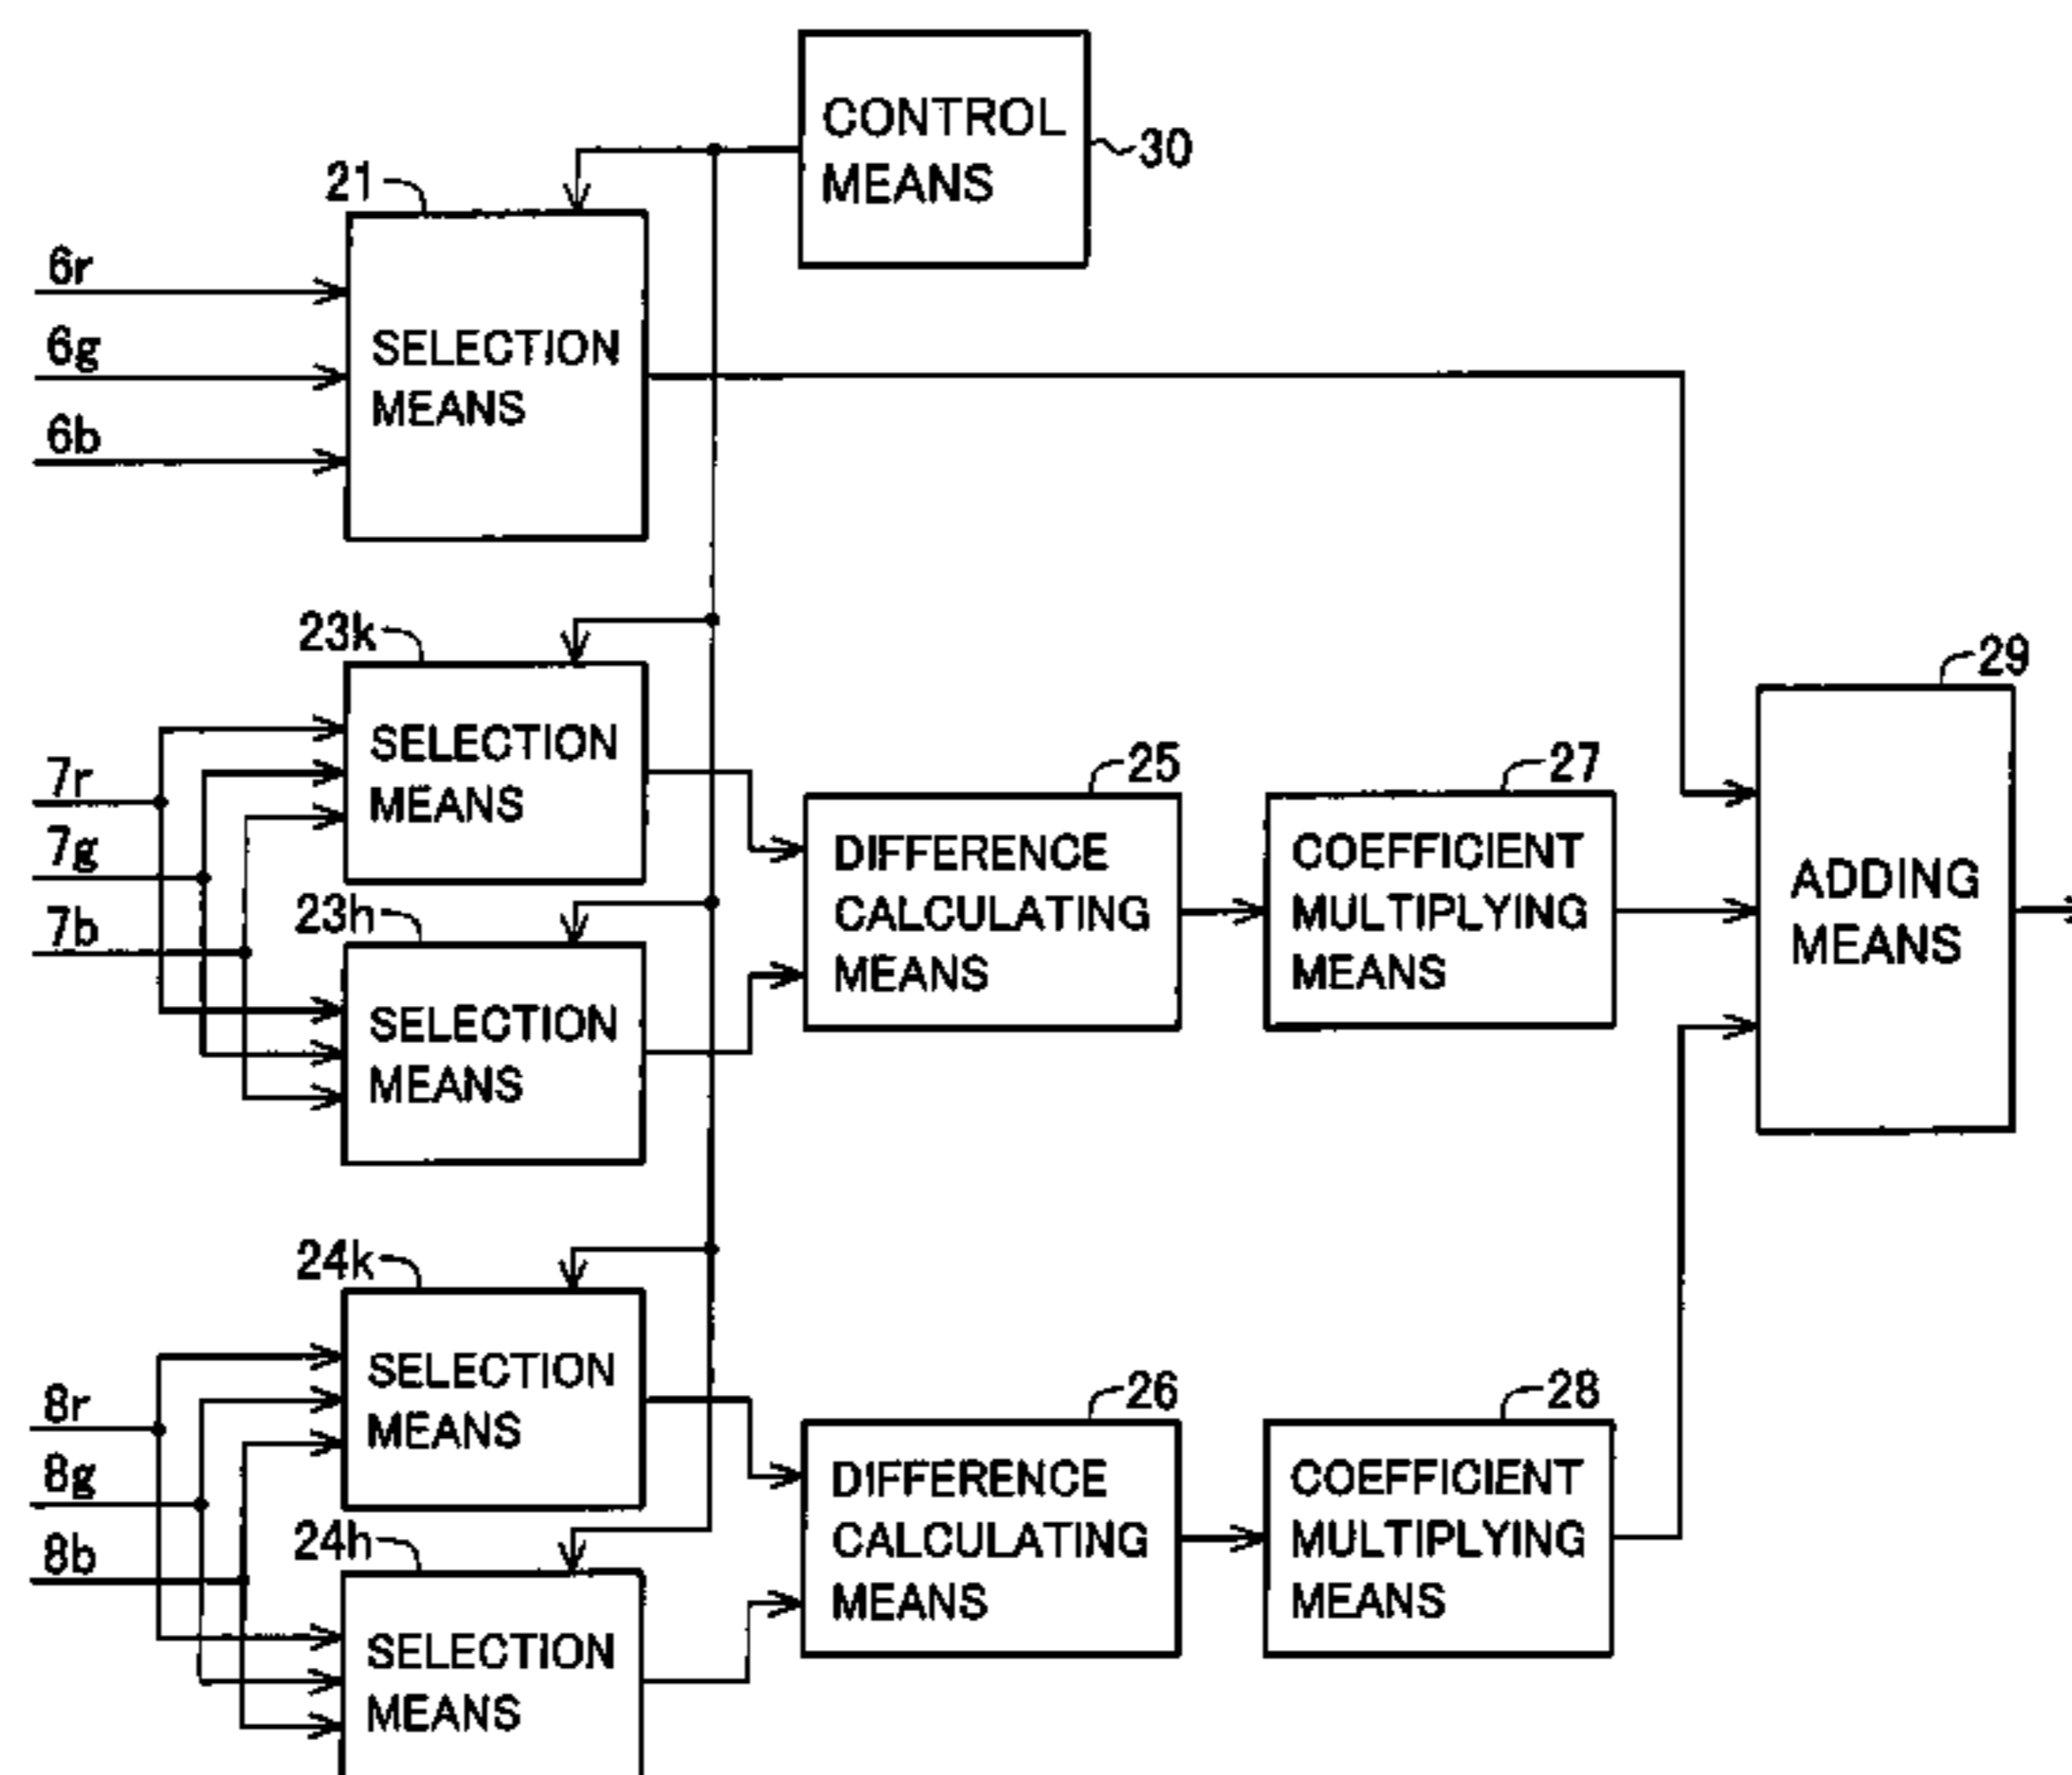 CONTROL
MEANS
30
21
6r
6g
6b
SELECTION
MEANS
23k
7r
7g
7b
SELECTION
MEANS
23h
SELECTION
MEANS
25
DIFFERENCE
CALCULATING
MEANS
27
COEFFICIENT
MULTIPLYING
MEANS
29
ADDING
MEANS
24k
8r
8g
8b
SELECTION
MEANS
24h
SELECTION
MEANS
26
DIFFERENCE
CALCULATING
MEANS
28
COEFFICIENT
MULTIPLYING
MEANS